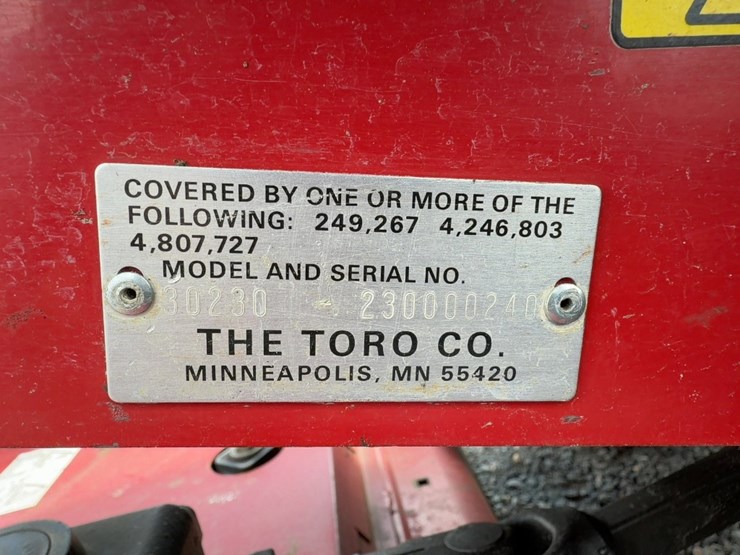 COVERED BY ONE OR MORE OF THE
FOLLOWING: 249,267 4,246,803
4,807,727
MODEL AND SERIAL NO.
30230 - 230000240
THE TORO CO.
MINNEAPOLIS, MN 55420